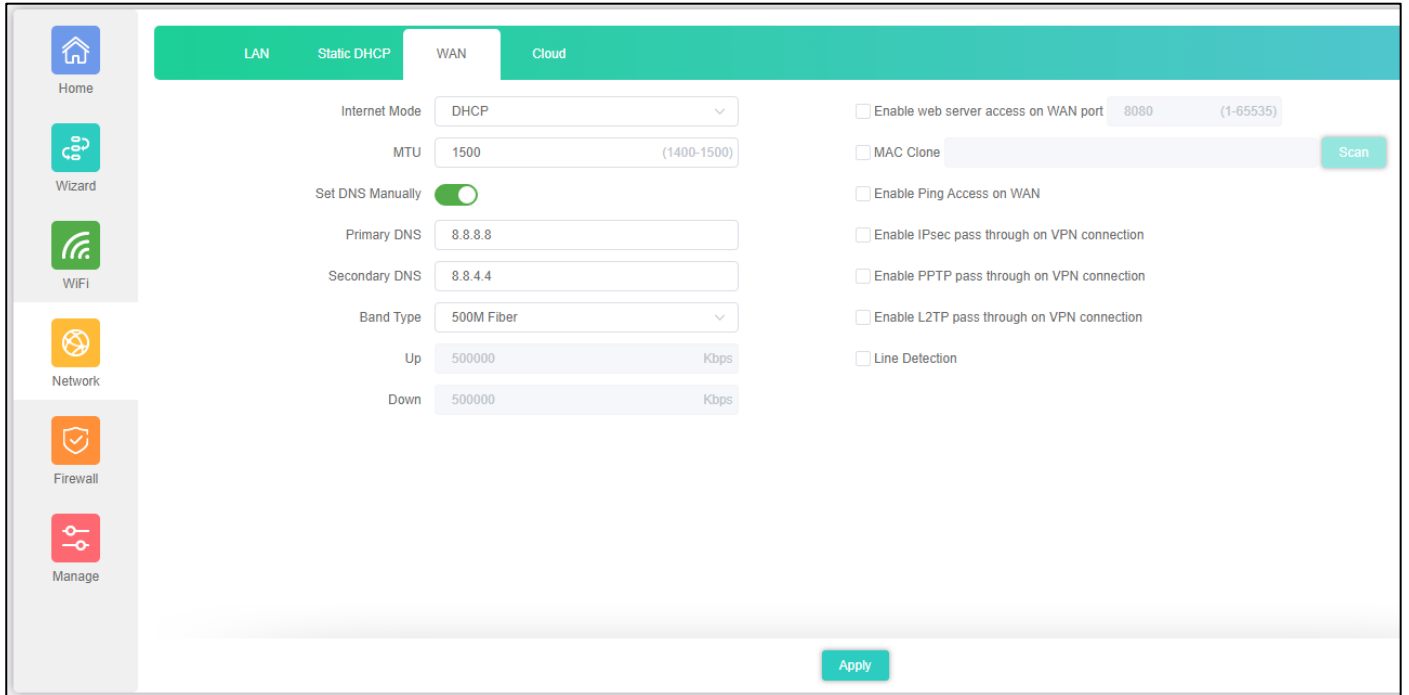 Home
Wizard
WiFi
Network
Firewall
Manage
LAN Static DHCP WAN Cloud
Internet Mode DHCP
MTU 1500 (1400-1500)
Set DNS Manually
Primary DNS 8.8.8.8
Secondary DNS 8.8.4.4
Band Type 500M Fiber
Up 500000 Kbps
Down 500000 Kbps
Enable web server access on WAN port 8080 (1-65535)
MAC Clone Scan
Enable Ping Access on WAN
Enable IPsec pass through on VPN connection
Enable PPTP pass through on VPN connection
Enable L2TP pass through on VPN connection
Line Detection
Apply